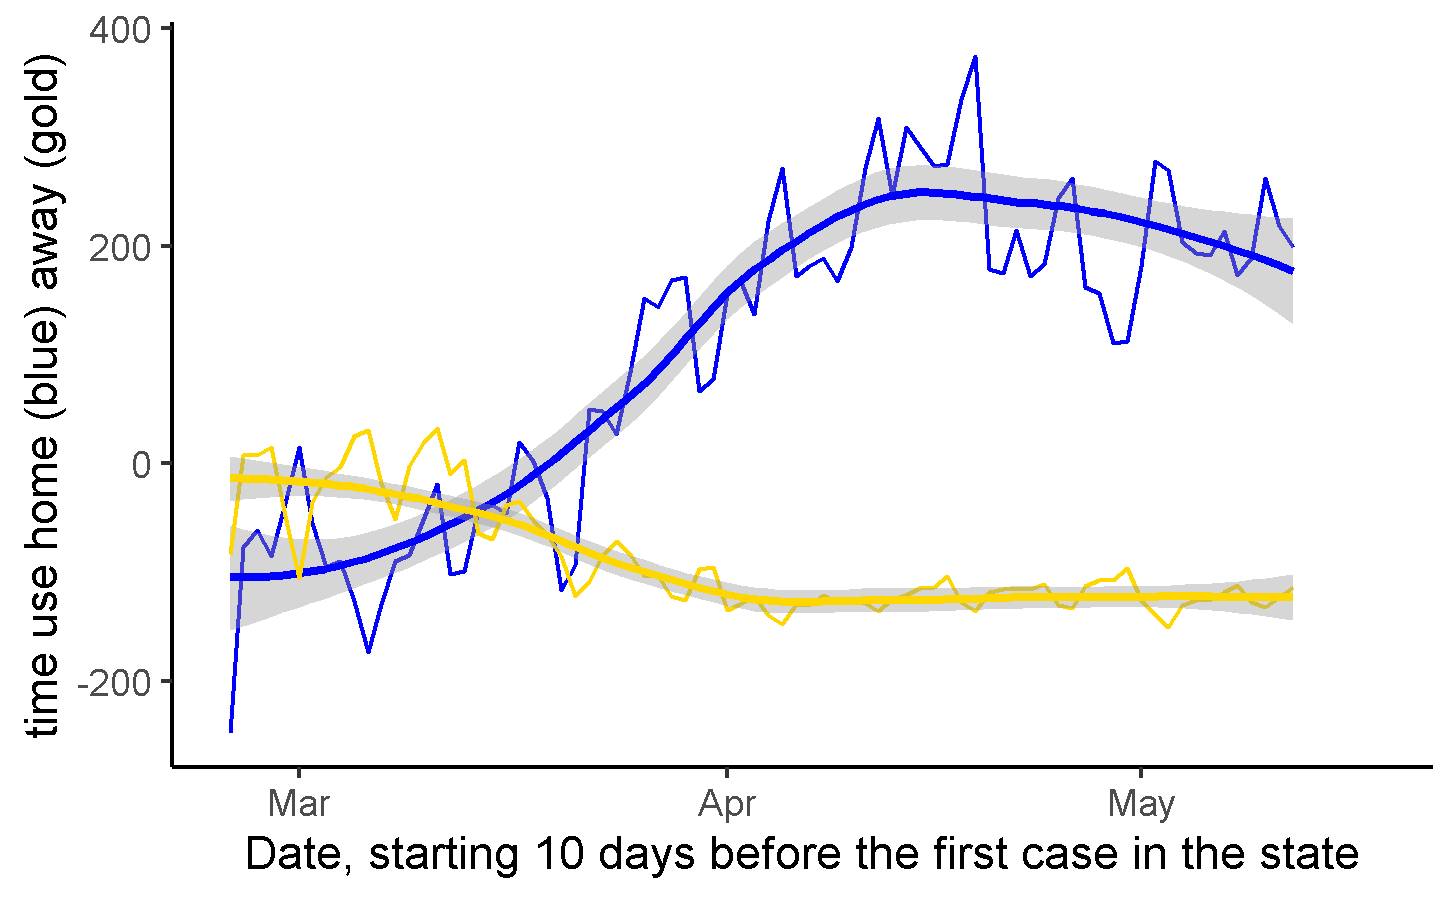 time use home (blue) away (gold)
400
200
0
-200
Mar Apr May
Date, starting 10 days before the first case in the state